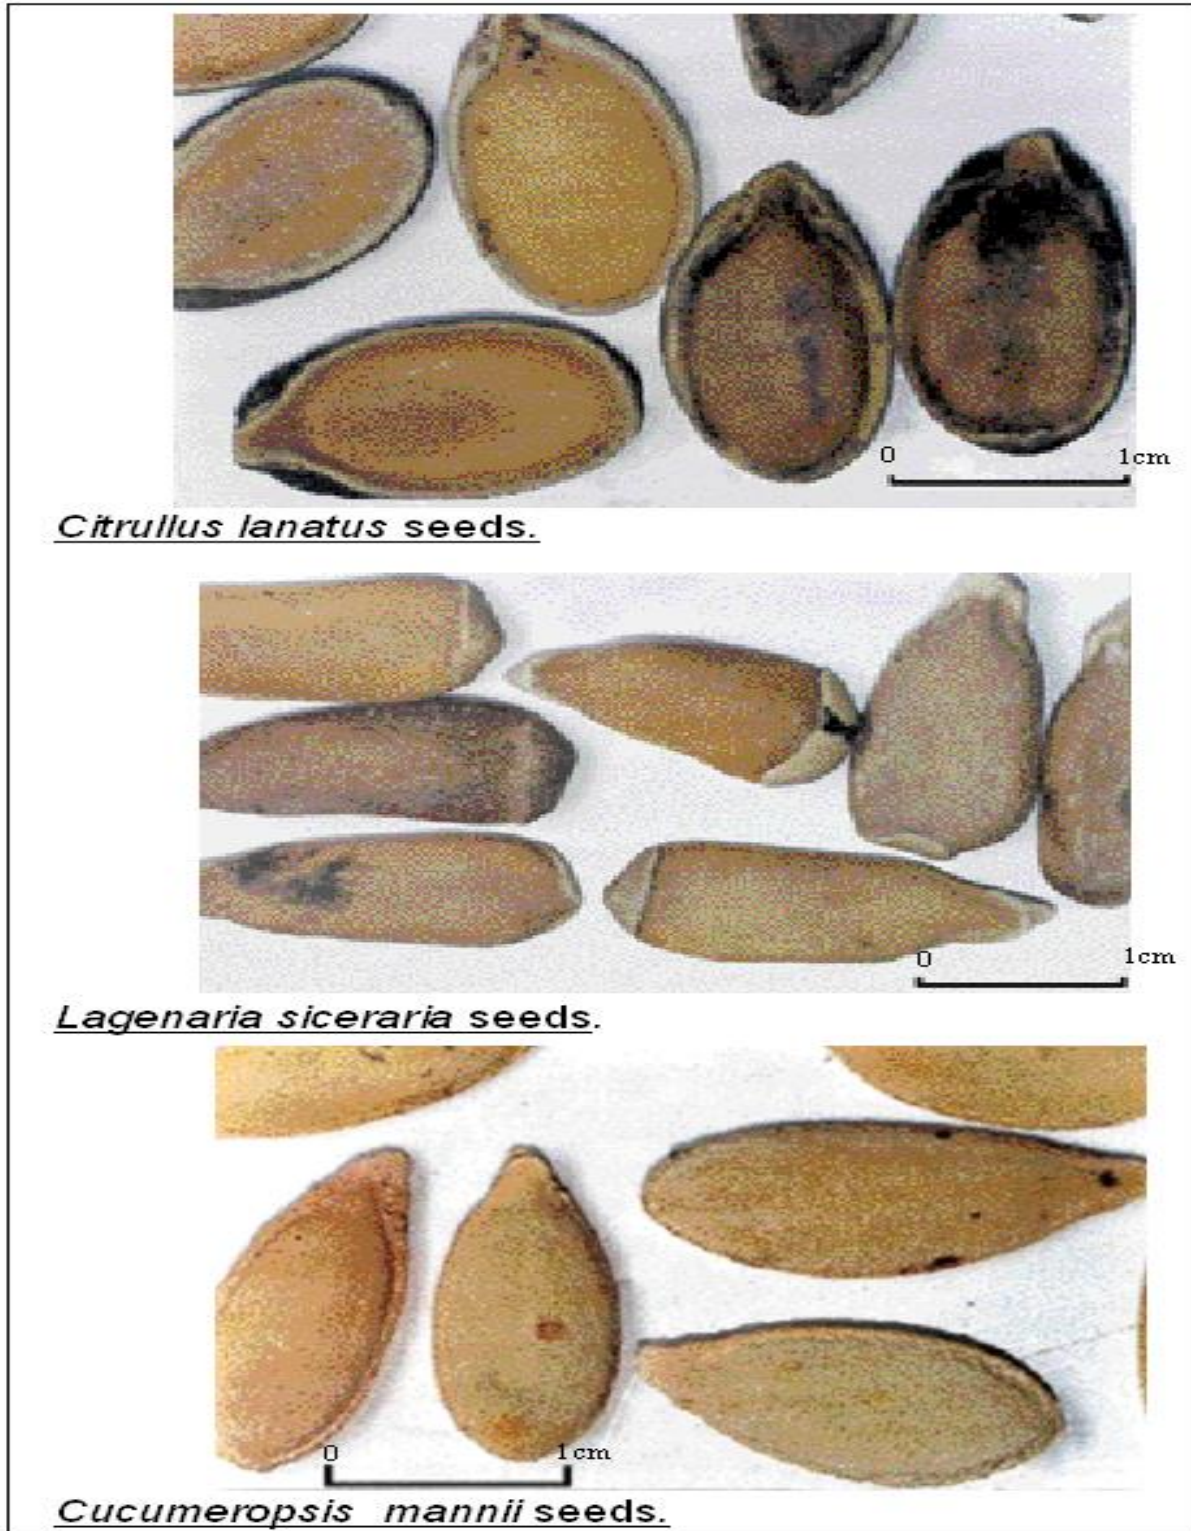 0 1cm
Citrullus lanatus seeds.
0 1cm
Lagenaria siceraria seeds.
0 1cm
Cucumeropsis mannii seeds.